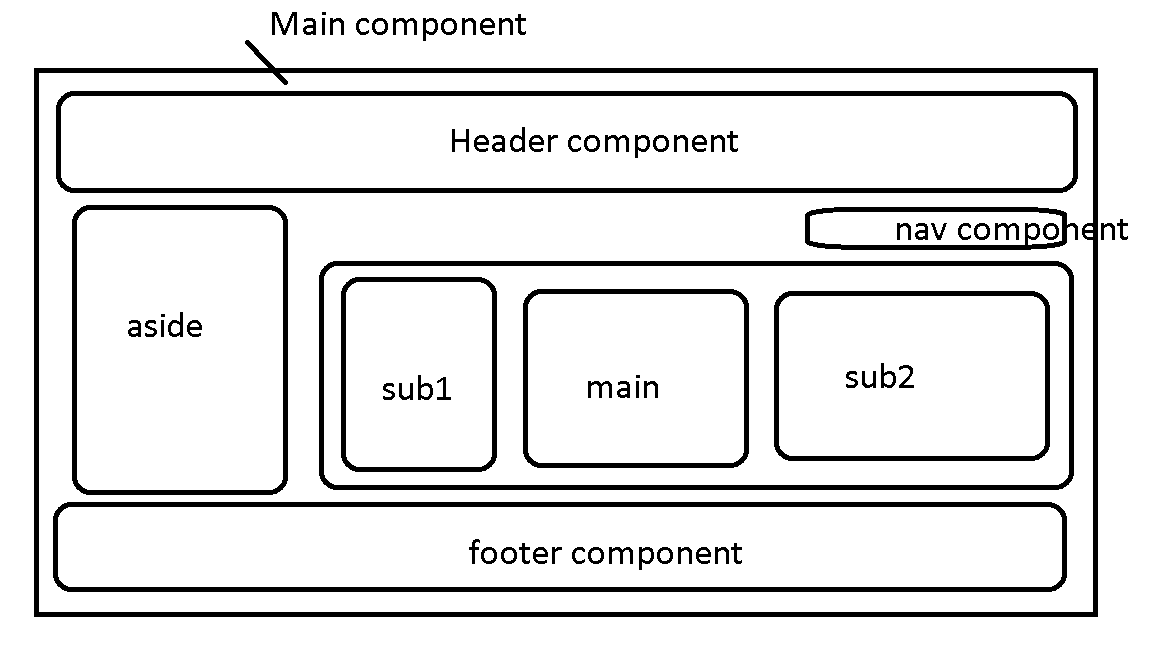 Main component
Header component
nav component
aside
sub1
main
sub2
footer component